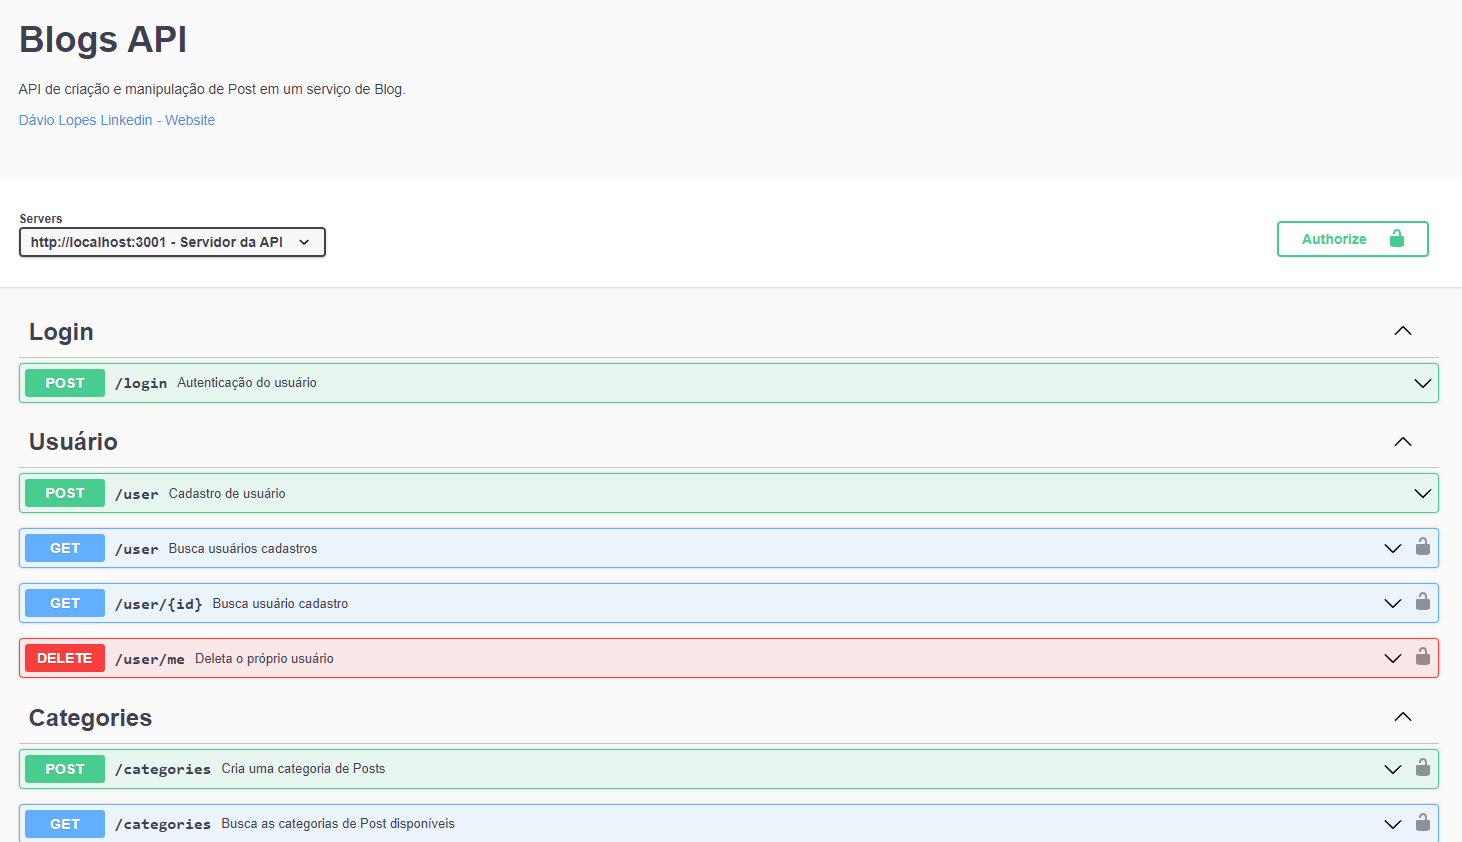 Blogs API
API de criação e manipulação de Post em um serviço de Blog.
Dávio Lopes Linkedin - Website
Servers
http://localhost:3001 - Servidor da API
Authorize
Login
POST /login Autenticação do usuário
Usuário
POST /user Cadastro de usuário
GET /user Busca usuários cadastros
GET /user/{id} Busca usuário cadastro
DELETE /user/me Deleta o próprio usuário
Categories
POST /categories Cria uma categoria de Posts
GET /categories Busca as categorias de Post disponíveis